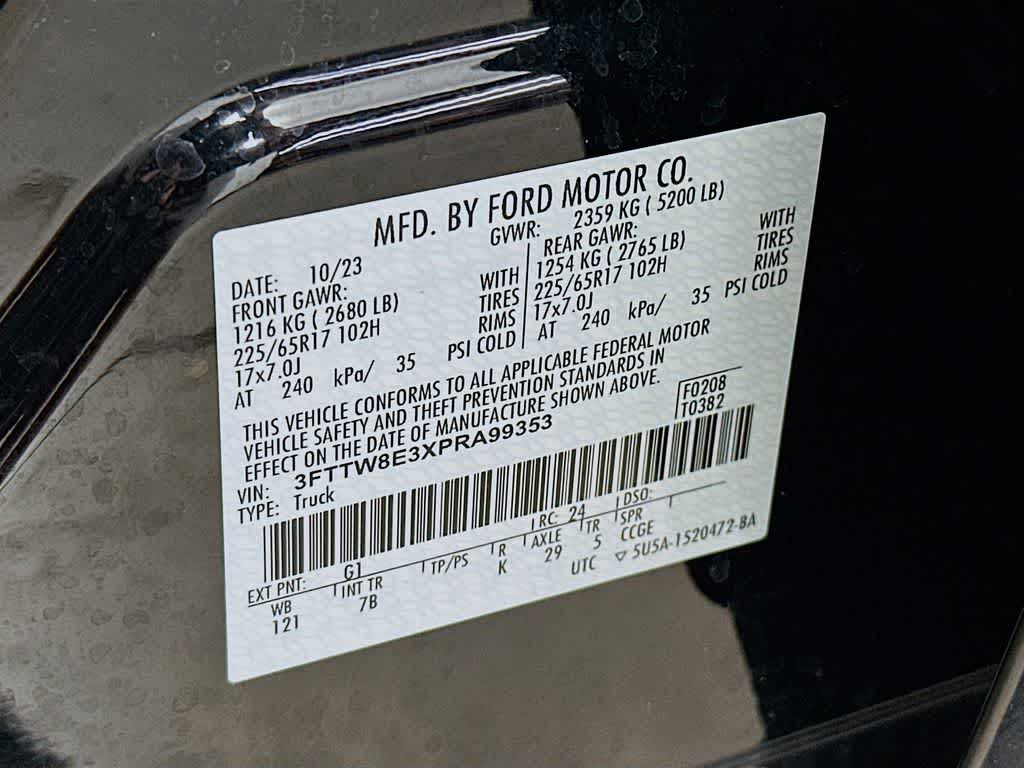 MFD. BY FORD MOTOR CO.
DATE: 10/23
GVWR: 2359 KG ( 5200 LB)
FRONT GAWR:
1216 KG ( 2680 LB) WITH
225/65R17 102H TIRES
17x7.0J RIMS
AT 240 kPa/ 35 PSI COLD
REAR GAWR:
1254 KG ( 2765 LB) WITH
225/65R17 102H TIRES
17x7.0J RIMS
AT 240 kPa/ 35 PSI COLD
THIS VEHICLE CONFORMS TO ALL APPLICABLE FEDERAL MOTOR
VEHICLE SAFETY AND THEFT PREVENTION STANDARDS IN
EFFECT ON THE DATE OF MANUFACTURE SHOWN ABOVE.
VIN: 3FTTW8E3XPRA99353
TYPE: Truck
F0208
T0382
EXT PNT: G1 RC: 24 DSO:
WB INT TR TP/PS R AXLE TR SPR
121 7B K 29 5 CCGE
UTC ▽ 5U5A-1520472-BA